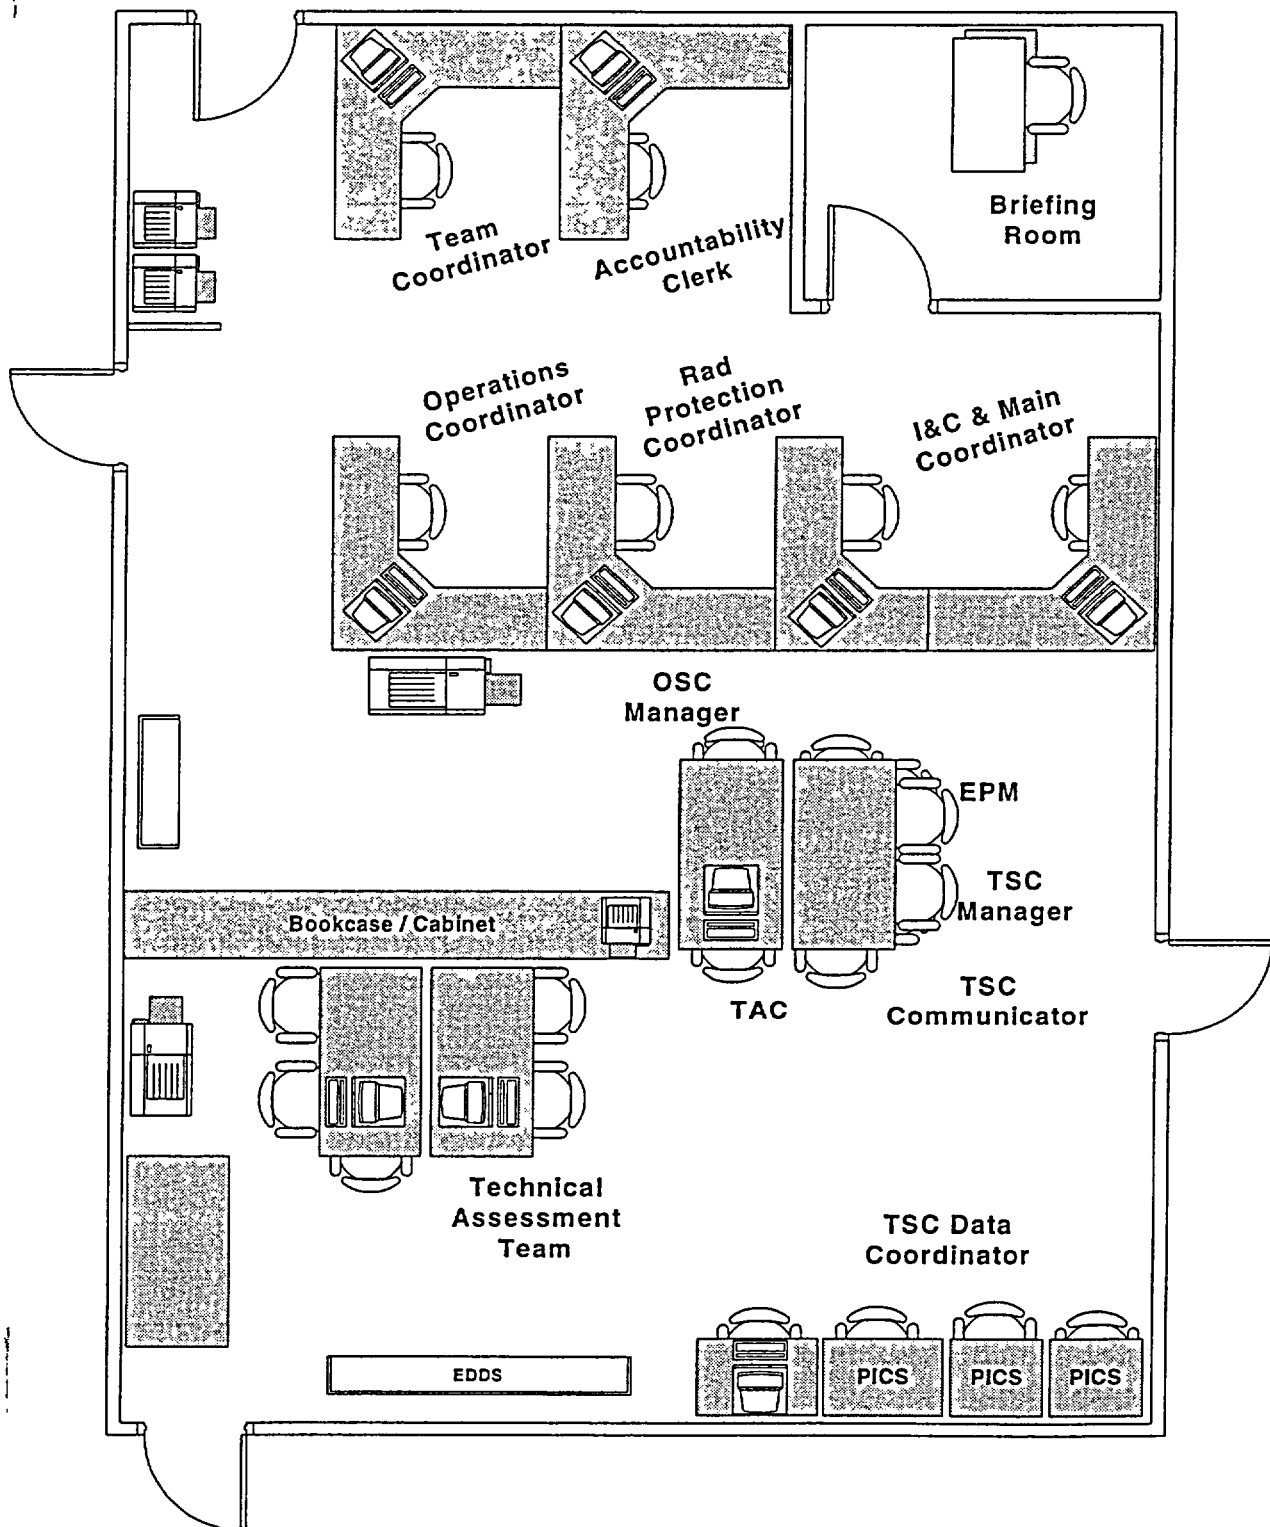 Team
Coordinator
Accountability
Clerk
Briefing
Room
Operations
Coordinator
Rad
Protection
Coordinator
I&C & Main
Coordinator
OSC
Manager
EPM
TSC
Manager
Bookcase / Cabinet
TAC
TSC
Communicator
Technical
Assessment
Team
TSC Data
Coordinator
EDDS
PICS
PICS
PICS